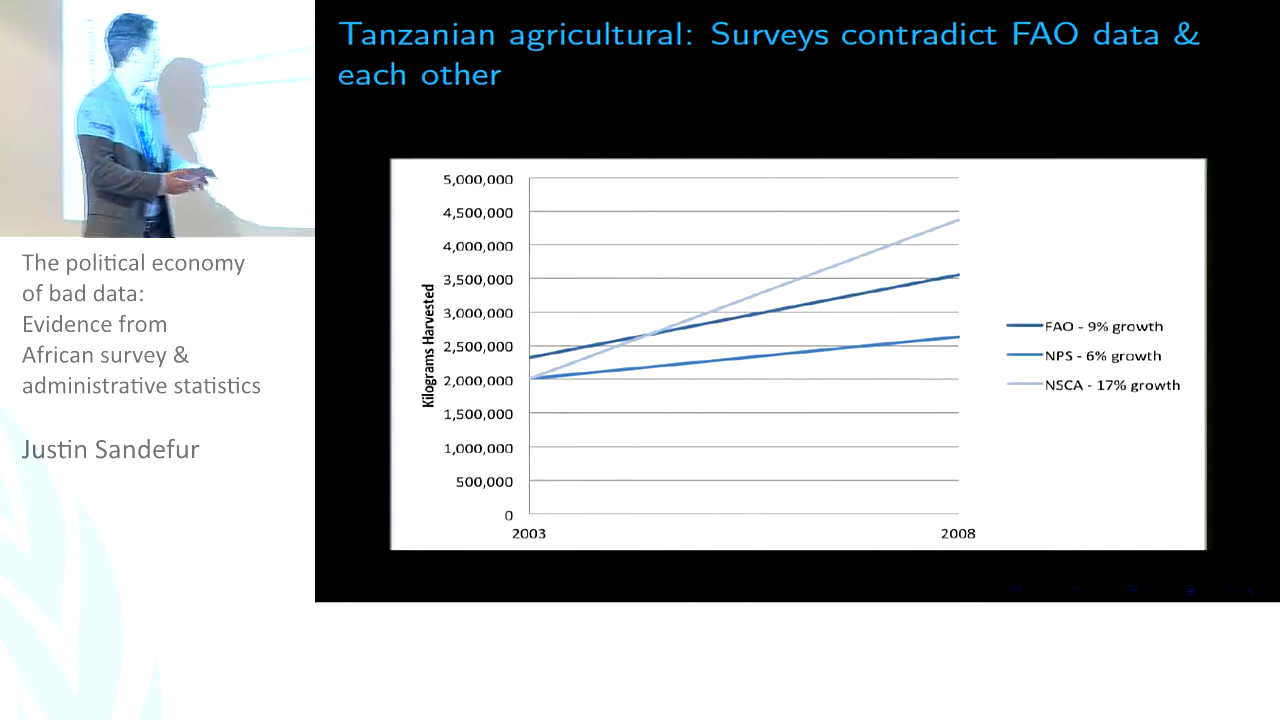 Tanzanian agricultural: Surveys contradict FAO data &
each other
The political economy
of bad data:
Evidence from
African survey &
administrative statistics
Justin Sandefur
Kilograms Harvested
5,000,000
4,500,000
4,000,000
3,500,000
3,000,000
2,500,000
2,000,000
1,500,000
1,000,000
500,000
0
2003
2008
FAO - 9% growth
NPS - 6% growth
NSCA - 17% growth